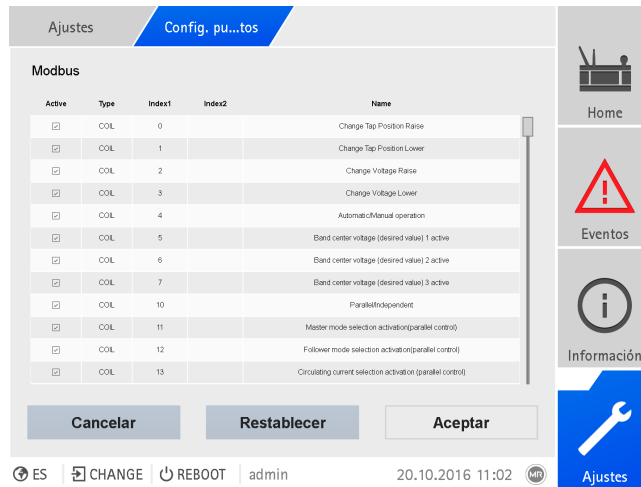 Ajustes
Config. pu...tos
Modbus
Active Type Index1 Index2 Name
COIL 0 Change Tap Position Raise
COIL 1 Change Tap Position Lower
COIL 2 Change Voltage Raise
COIL 3 Change Voltage Lower
COIL 4 Automatic/Manual operation
COIL 5 Band center voltage (desired value) 1 active
COIL 6 Band center voltage (desired value) 2 active
COIL 7 Band center voltage (desired value) 3 active
COIL 10 Parallel/Independent
COIL 11 Master mode selection activation(parallel control)
COIL 12 Follower mode selection activation(parallel control)
COIL 13 Circulating current selection activation (parallel control)
Cancelar Restablecer Aceptar
ES CHANGE REBOOT admin 20.10.2016 11:02 MR
Home
Eventos
Información
Ajustes